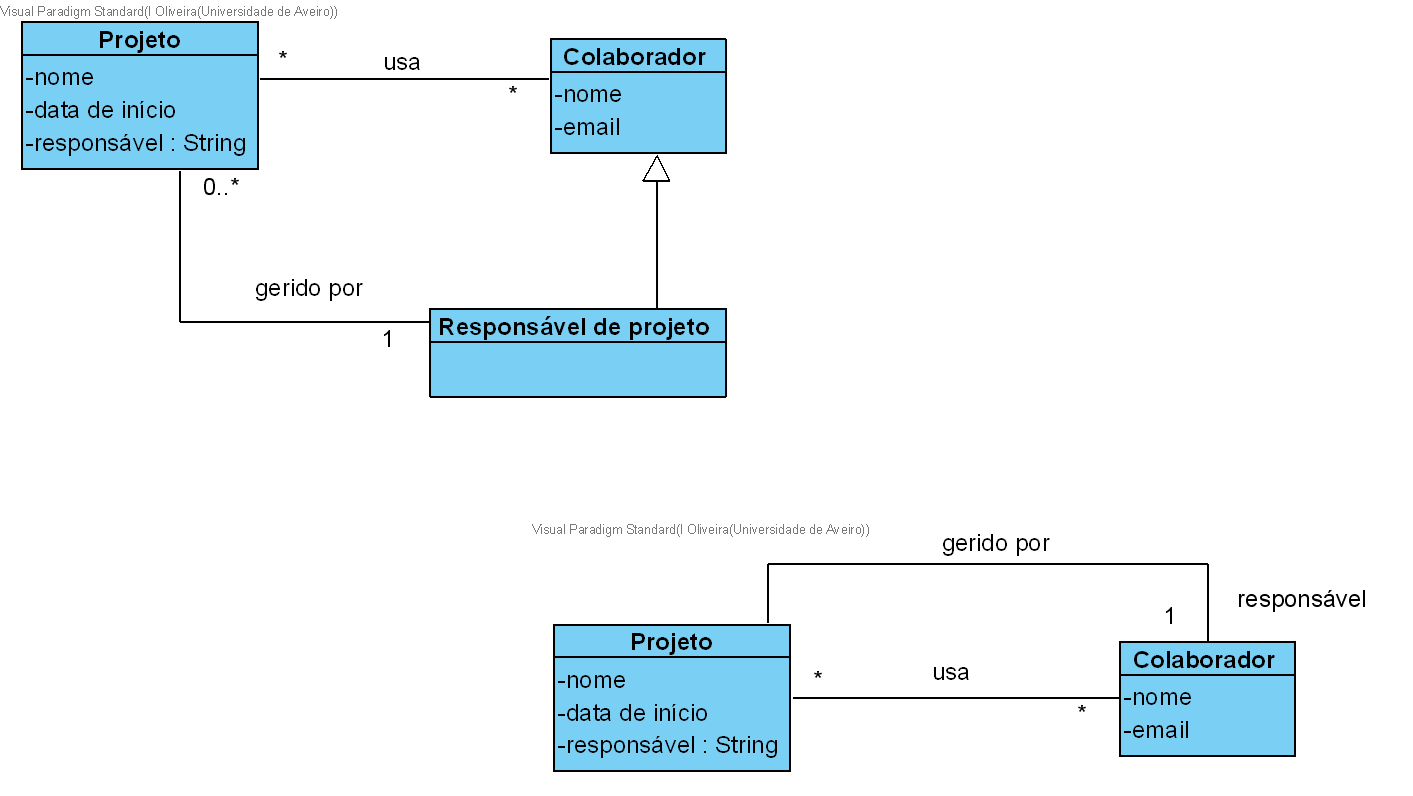 Visual Paradigm Standard(I Oliveira(Universidade de Aveiro))
Projeto
-nome
-data de início
-responsável : String
*
usa
*
Colaborador
-nome
-email
0..*
gerido por
1
Responsável de projeto
Visual Paradigm Standard(I Oliveira(Universidade de Aveiro))
gerido por
responsável
1
Projeto
-nome
-data de início
-responsável : String
*
usa
*
Colaborador
-nome
-email